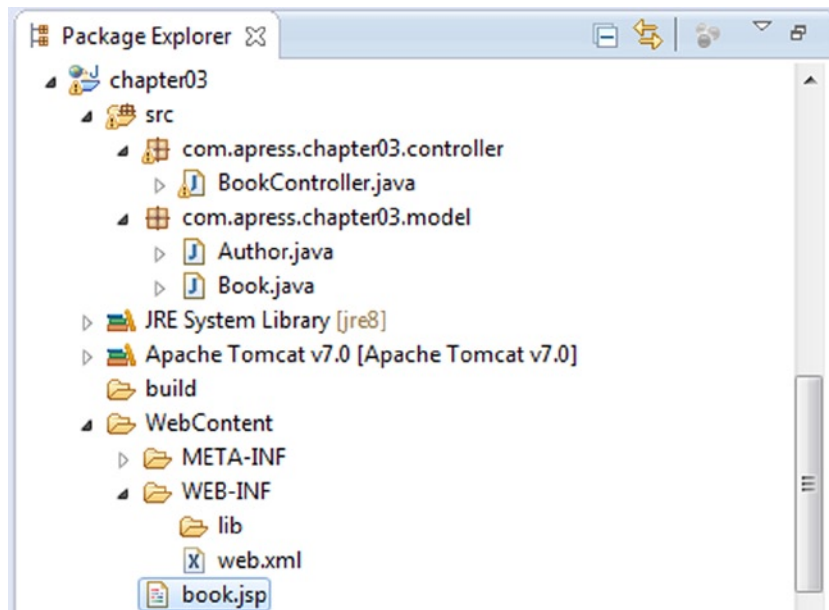 Package Explorer
chapter03
src
com.apress.chapter03.controller
BookController.java
com.apress.chapter03.model
Author.java
Book.java
JRE System Library [jre8]
Apache Tomcat v7.0 [Apache Tomcat v7.0]
build
WebContent
META-INF
WEB-INF
lib
web.xml
book.jsp